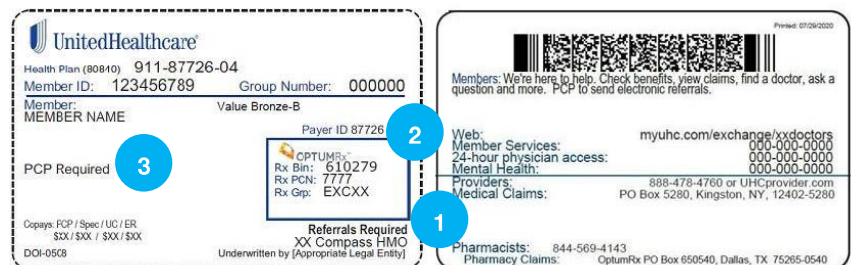 UnitedHealthcare®
Health Plan (80840) 911-87726-04
Member ID: 123456789 Group Number: 000000
Member: Value Bronze-B
MEMBER NAME
Payer ID 87726 2
PCP Required 3
OPTUMRx™
Rx Bin: 610279
Rx PCN: 7777
Rx Grp: EXCXX
1
Copays: PCP / Spec / UC / ER
$XX / $XX / $XX / $XX
Referrals Required
XX Compass HMO
DOI-0508 Underwritten by [Appropriate Legal Entity]
Printed: 07/29/2020
Members: We're here to help. Check benefits, view claims, find a doctor, ask a
question and more. PCP to send electronic referrals.
Web: myuhc.com/exchange/xxdoctors
Member Services: 000-000-0000
24-hour physician access: 000-000-0000
Mental Health: 000-000-0000
Providers: 888-478-4760 or UHCprovider.com
Medical Claims: PO Box 5280, Kingston, NY, 12402-5280
Pharmacists: 844-569-4143
Pharmacy Claims: OptumRx PO Box 650540, Dallas, TX 75265-0540